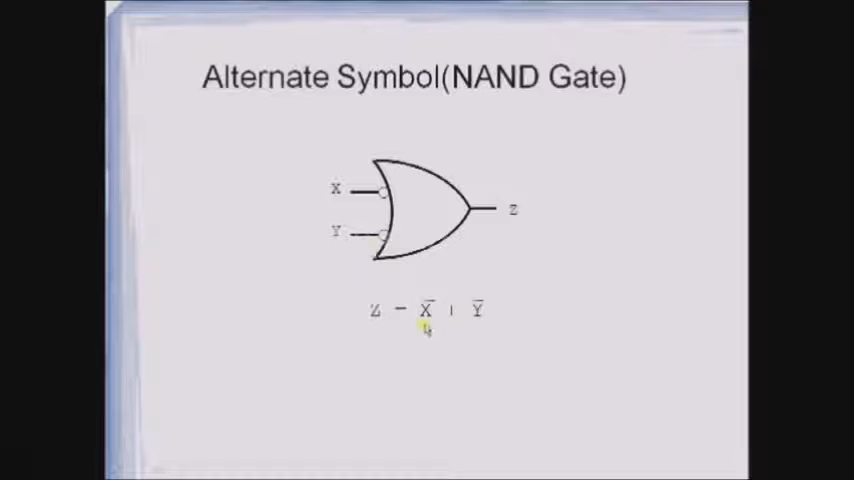 Alternate Symbol(NAND Gate)
X
Y
Z
Z = X̅ + Y̅